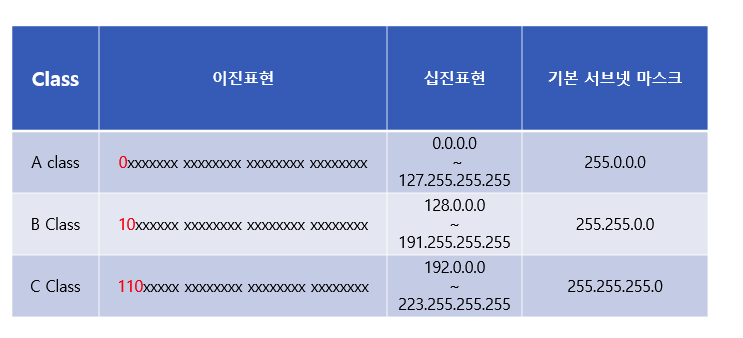 Class 이진표현 십진표현 기본 서브넷 마스크
A class 0xxxxxxx xxxxxxxx xxxxxxxx xxxxxxxx 0.0.0.0
~
127.255.255.255 255.0.0.0
B Class 10xxxxxx xxxxxxxx xxxxxxxx xxxxxxxx 128.0.0.0
~
191.255.255.255 255.255.0.0
C Class 110xxxxx xxxxxxxx xxxxxxxx xxxxxxxx 192.0.0.0
~
223.255.255.255 255.255.255.0